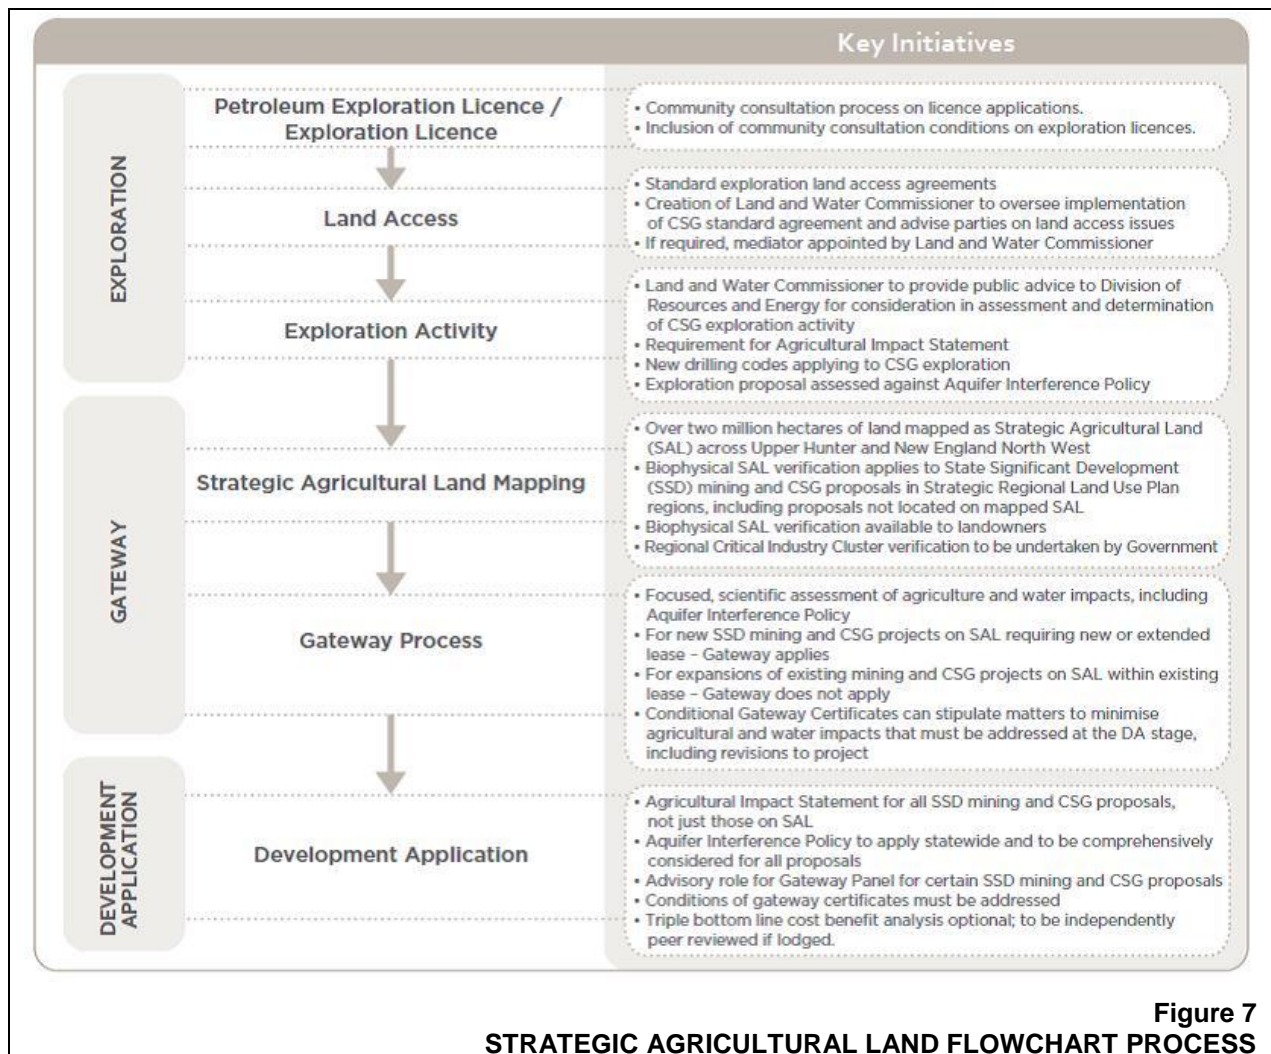 Key Initiatives
EXPLORATION
Petroleum Exploration Licence /
Exploration Licence
• Community consultation process on licence applications.
• Inclusion of community consultation conditions on exploration licences.
Land Access
• Standard exploration land access agreements
• Creation of Land and Water Commissioner to oversee implementation
of CSG standard agreement and advise parties on land access issues
• If required, mediator appointed by Land and Water Commissioner
Exploration Activity
• Land and Water Commissioner to provide public advice to Division of
Resources and Energy for consideration in assessment and determination
of CSG exploration activity
• Requirement for Agricultural Impact Statement
• New drilling codes applying to CSG exploration
• Exploration proposal assessed against Aquifer Interference Policy
GATEWAY
Strategic Agricultural Land Mapping
• Over two million hectares of land mapped as Strategic Agricultural Land
(SAL) across Upper Hunter and New England North West
• Biophysical SAL verification applies to State Significant Development
(SSD) mining and CSG proposals in Strategic Regional Land Use Plan
regions, including proposals not located on mapped SAL
• Biophysical SAL verification available to landowners
• Regional Critical Industry Cluster verification to be undertaken by Government
Gateway Process
• Focused, scientific assessment of agriculture and water impacts, including
Aquifer Interference Policy
• For new SSD mining and CSG projects on SAL requiring new or extended
lease – Gateway applies
• For expansions of existing mining and CSG projects on SAL within existing
lease – Gateway does not apply
• Conditional Gateway Certificates can stipulate matters to minimise
agricultural and water impacts that must be addressed at the DA stage,
including revisions to project
DEVELOPMENT
APPLICATION
Development Application
• Agricultural Impact Statement for all SSD mining and CSG proposals,
not just those on SAL
• Aquifer Interference Policy to apply statewide and to be comprehensively
considered for all proposals
• Advisory role for Gateway Panel for certain SSD mining and CSG proposals
• Conditions of gateway certificates must be addressed
• Triple bottom line cost benefit analysis optional; to be independently
peer reviewed if lodged.
Figure 7
STRATEGIC AGRICULTURAL LAND FLOWCHART PROCESS